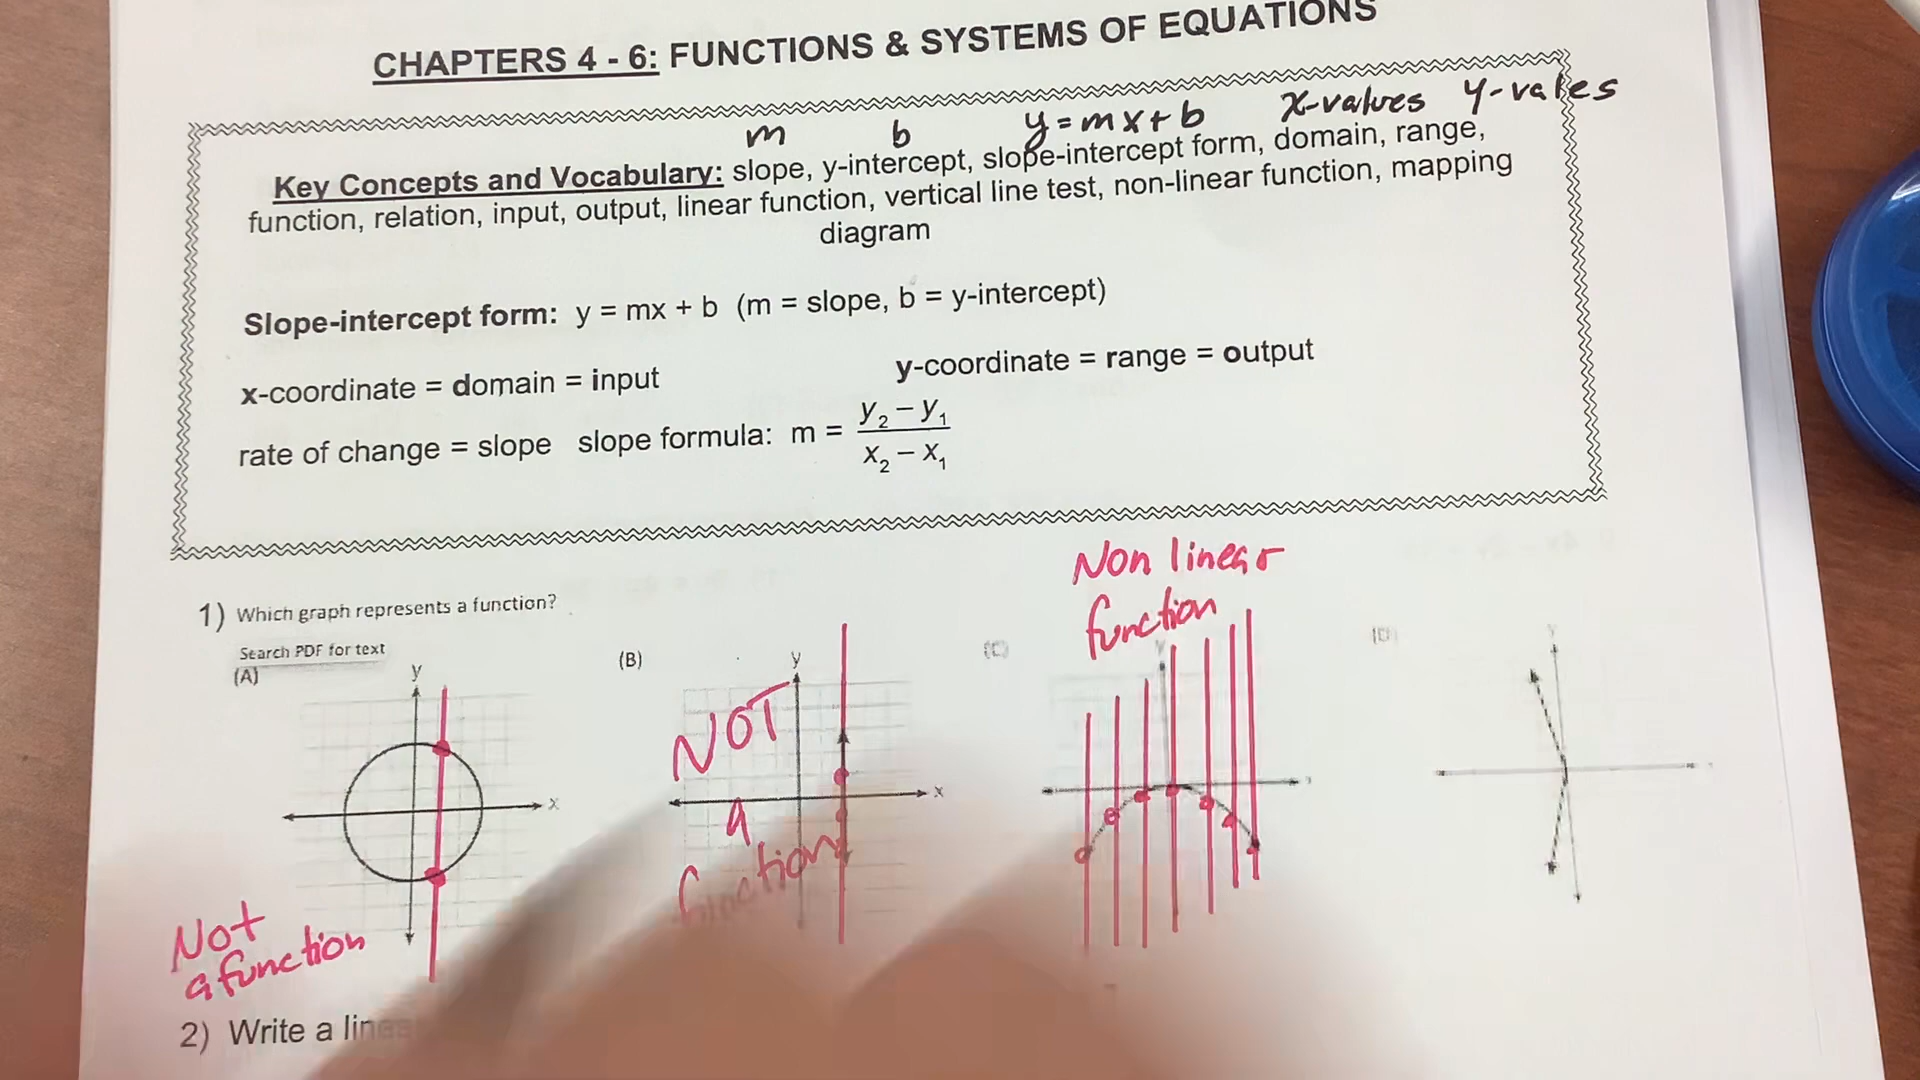 CHAPTERS 4 - 6: FUNCTIONS & SYSTEMS OF EQUATIONS
m b y = mx + b x-values y-vales
Key Concepts and Vocabulary: slope, y-intercept, slope-intercept form, domain, range,
function, relation, input, output, linear function, vertical line test, non-linear function, mapping
diagram
Slope-intercept form: y = mx + b (m = slope, b = y-intercept)
x-coordinate = domain = input y-coordinate = range = output
rate of change = slope slope formula: m = y₂ – y₁
x₂ – x₁
Non linear
function
1) Which graph represents a function?
Search PDF for text
(A) (B) (C) (D)
y y y y
x x
NOT
a
function
Not
a function
2) Write a